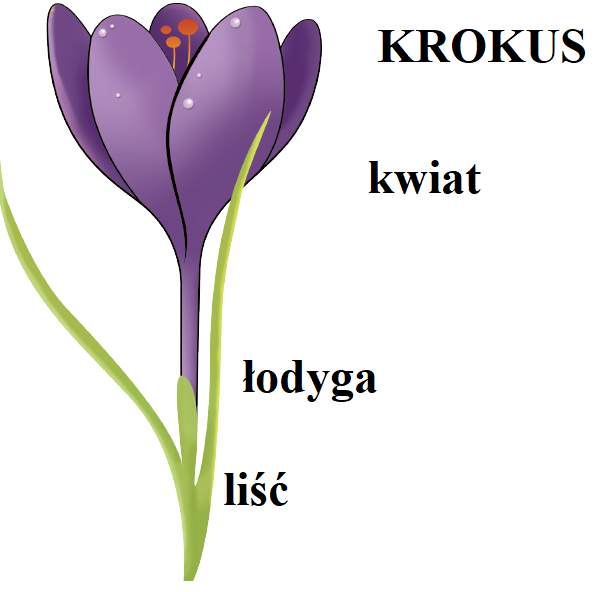 KROKUS
kwiat
łodyga
liść